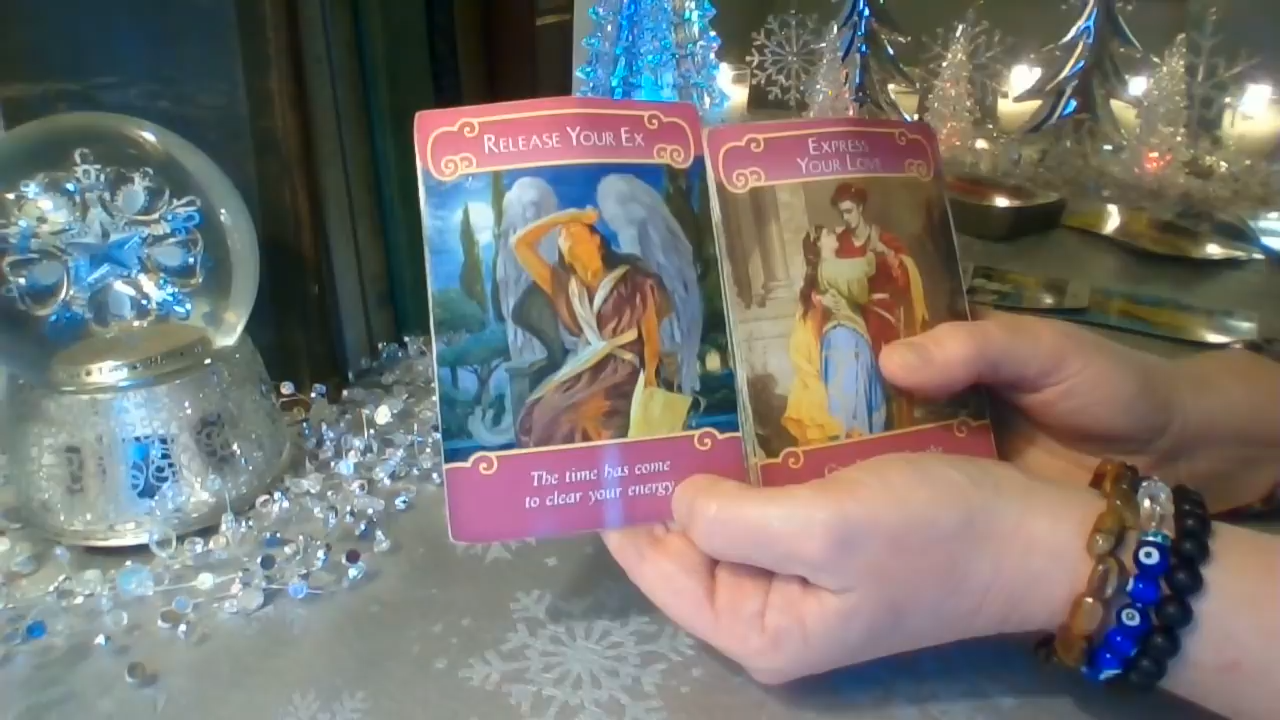 RELEASE YOUR EX
The time has come
to clear your energy
EXPRESS
YOUR LOVE